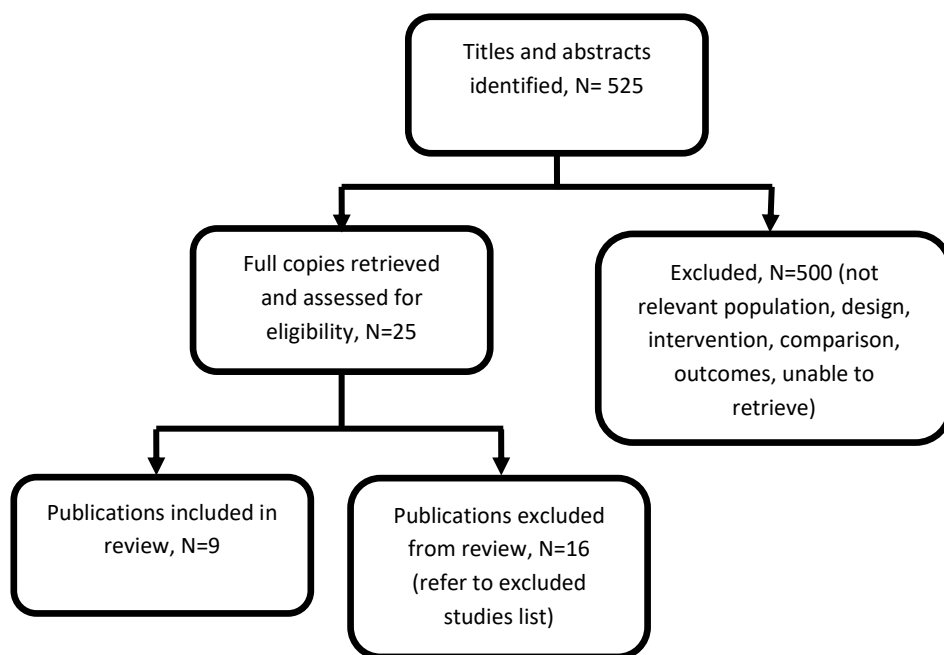 Titles and abstracts
identified, N= 525
Full copies retrieved
and assessed for
eligibility, N=25
Excluded, N=500 (not
relevant population, design,
intervention, comparison,
outcomes, unable to
retrieve)
Publications included in
review, N=9
Publications excluded
from review, N=16
(refer to excluded
studies list)